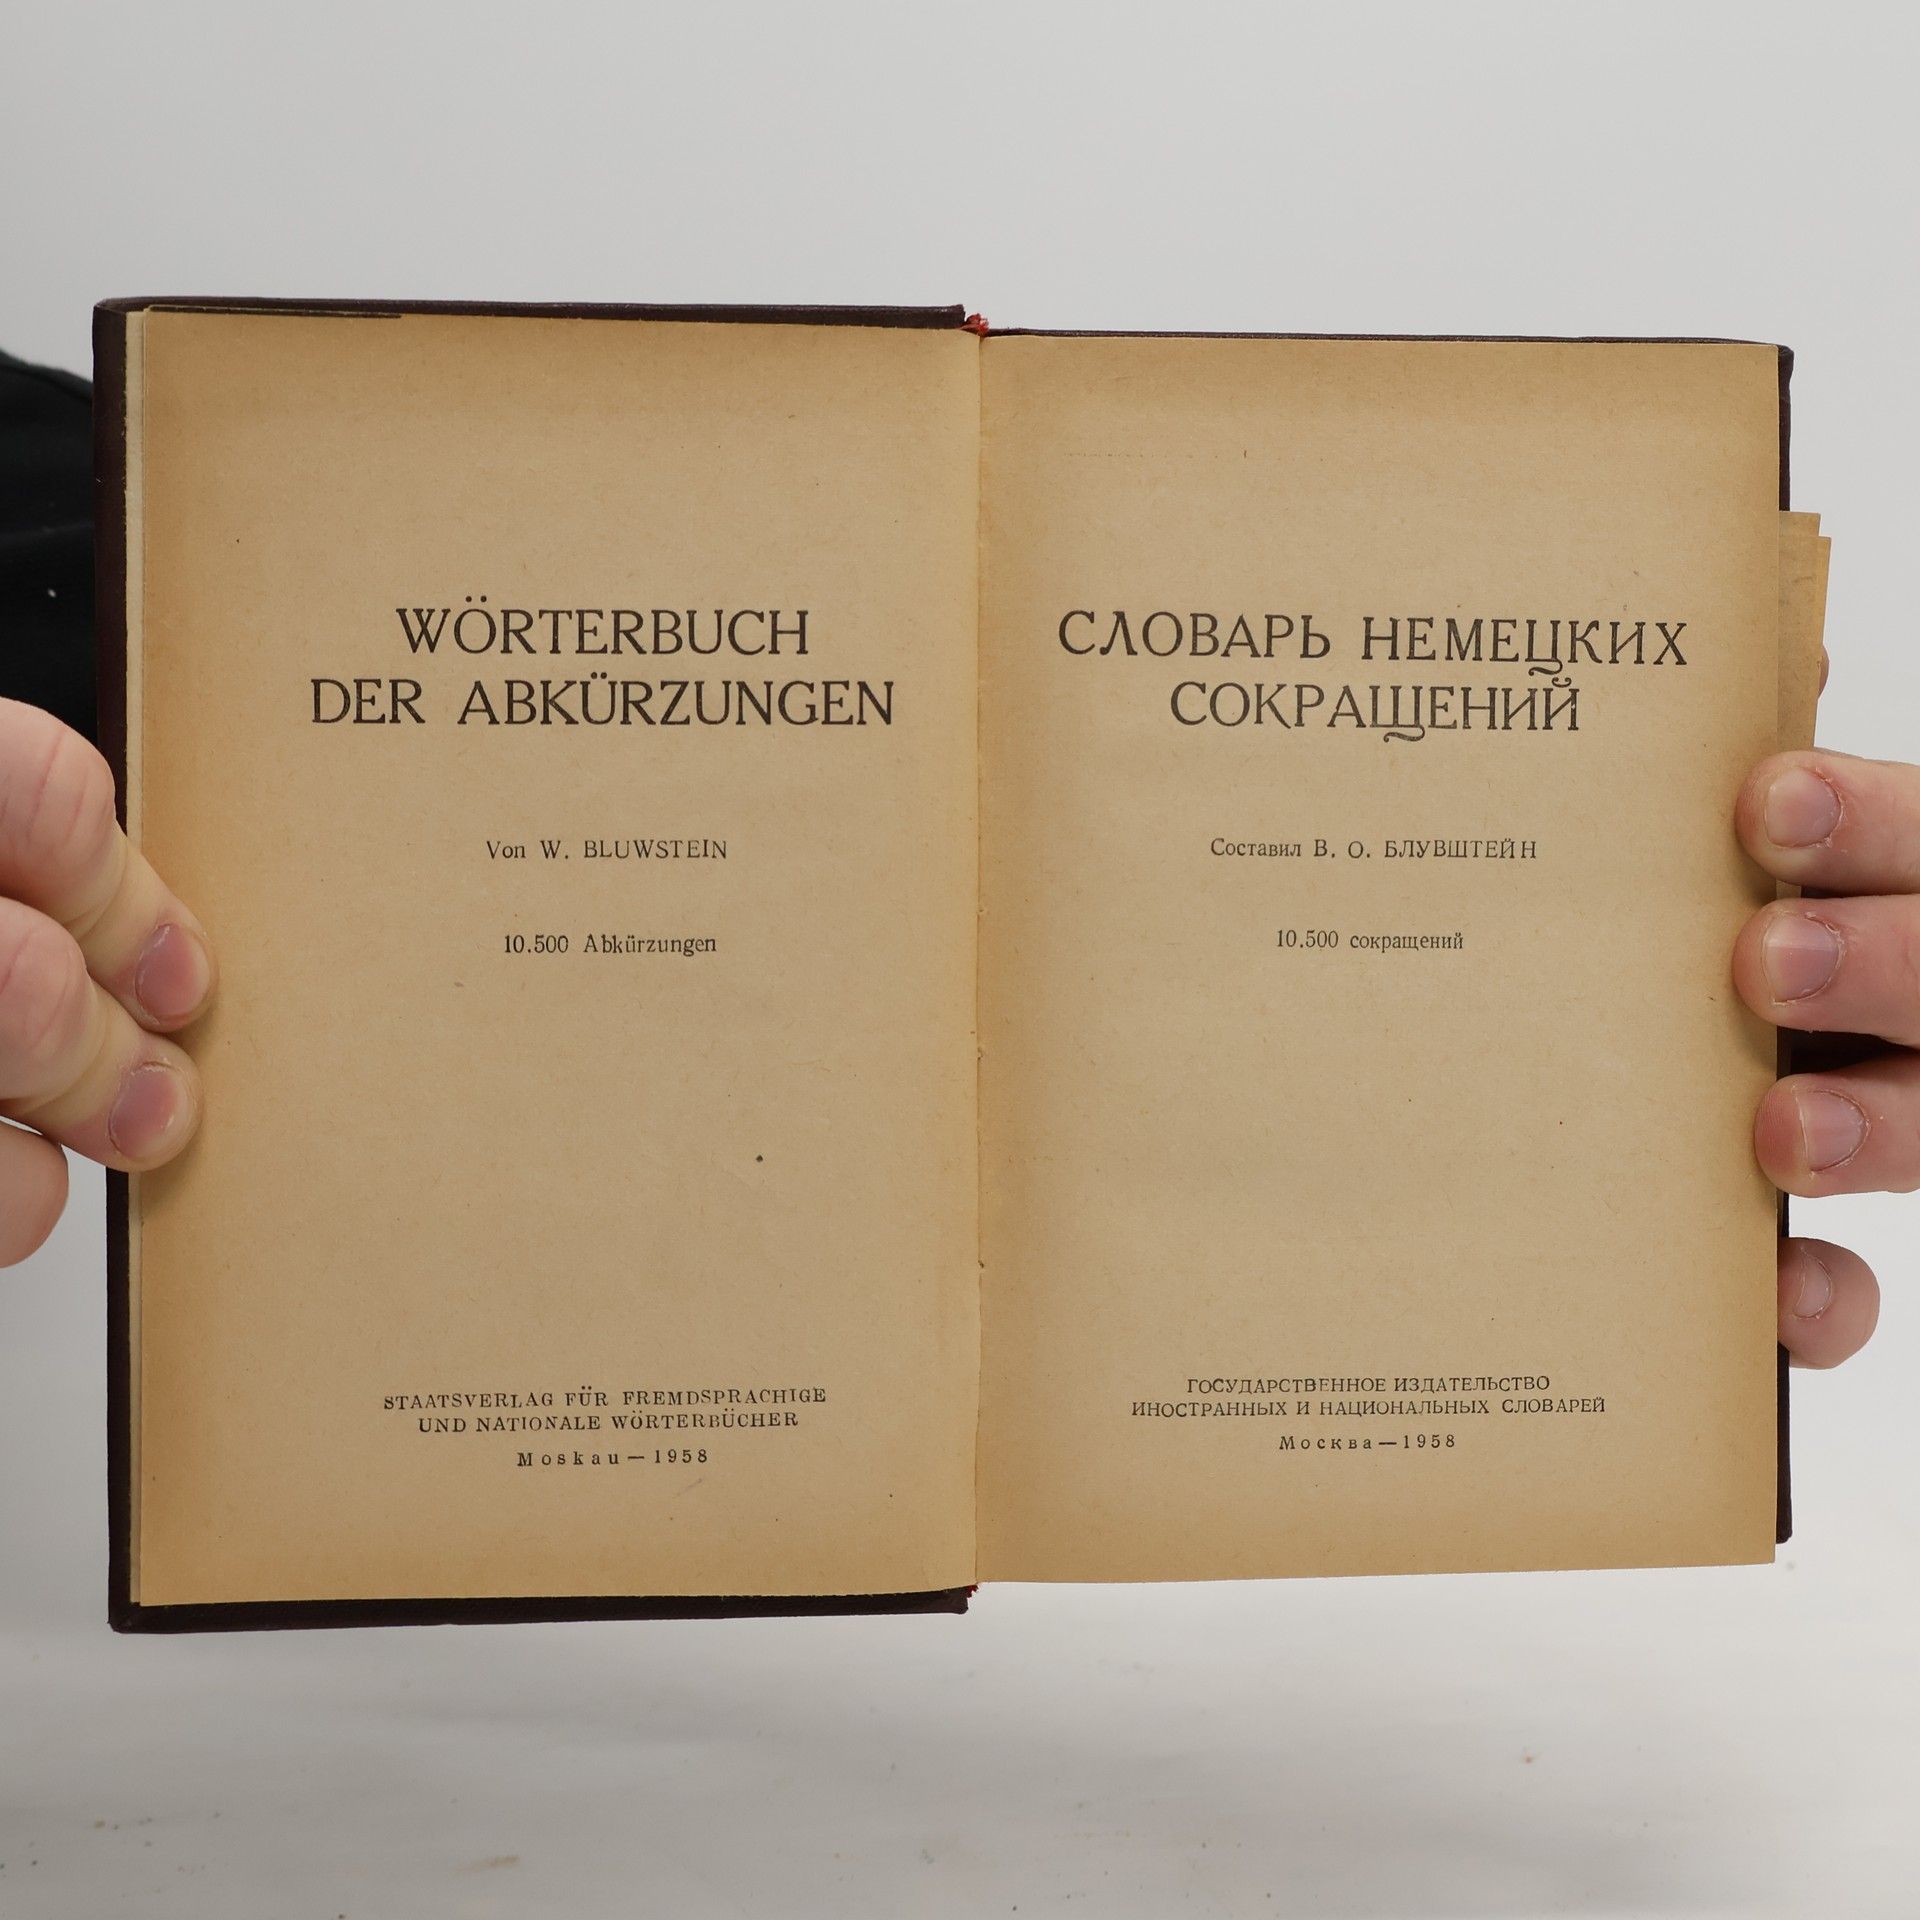 WÖRTERBUCH
DER ABKÜRZUNGEN
Von W. BLUWSTEIN
10.500 Abkürzungen
STAATSVERLAG FÜR FREMDSPRACHIGE
UND NATIONALE WÖRTERBÜCHER
Moskau — 1958
СЛОВАРЬ НЕМЕЦКИХ
СОКРАЩЕНИЙ
Составил В. О. БЛУВШТЕЙН
10.500 сокращений
ГОСУДАРСТВЕННОЕ ИЗДАТЕЛЬСТВО
ИНОСТРАННЫХ И НАЦИОНАЛЬНЫХ СЛОВАРЕЙ
Москва — 1958